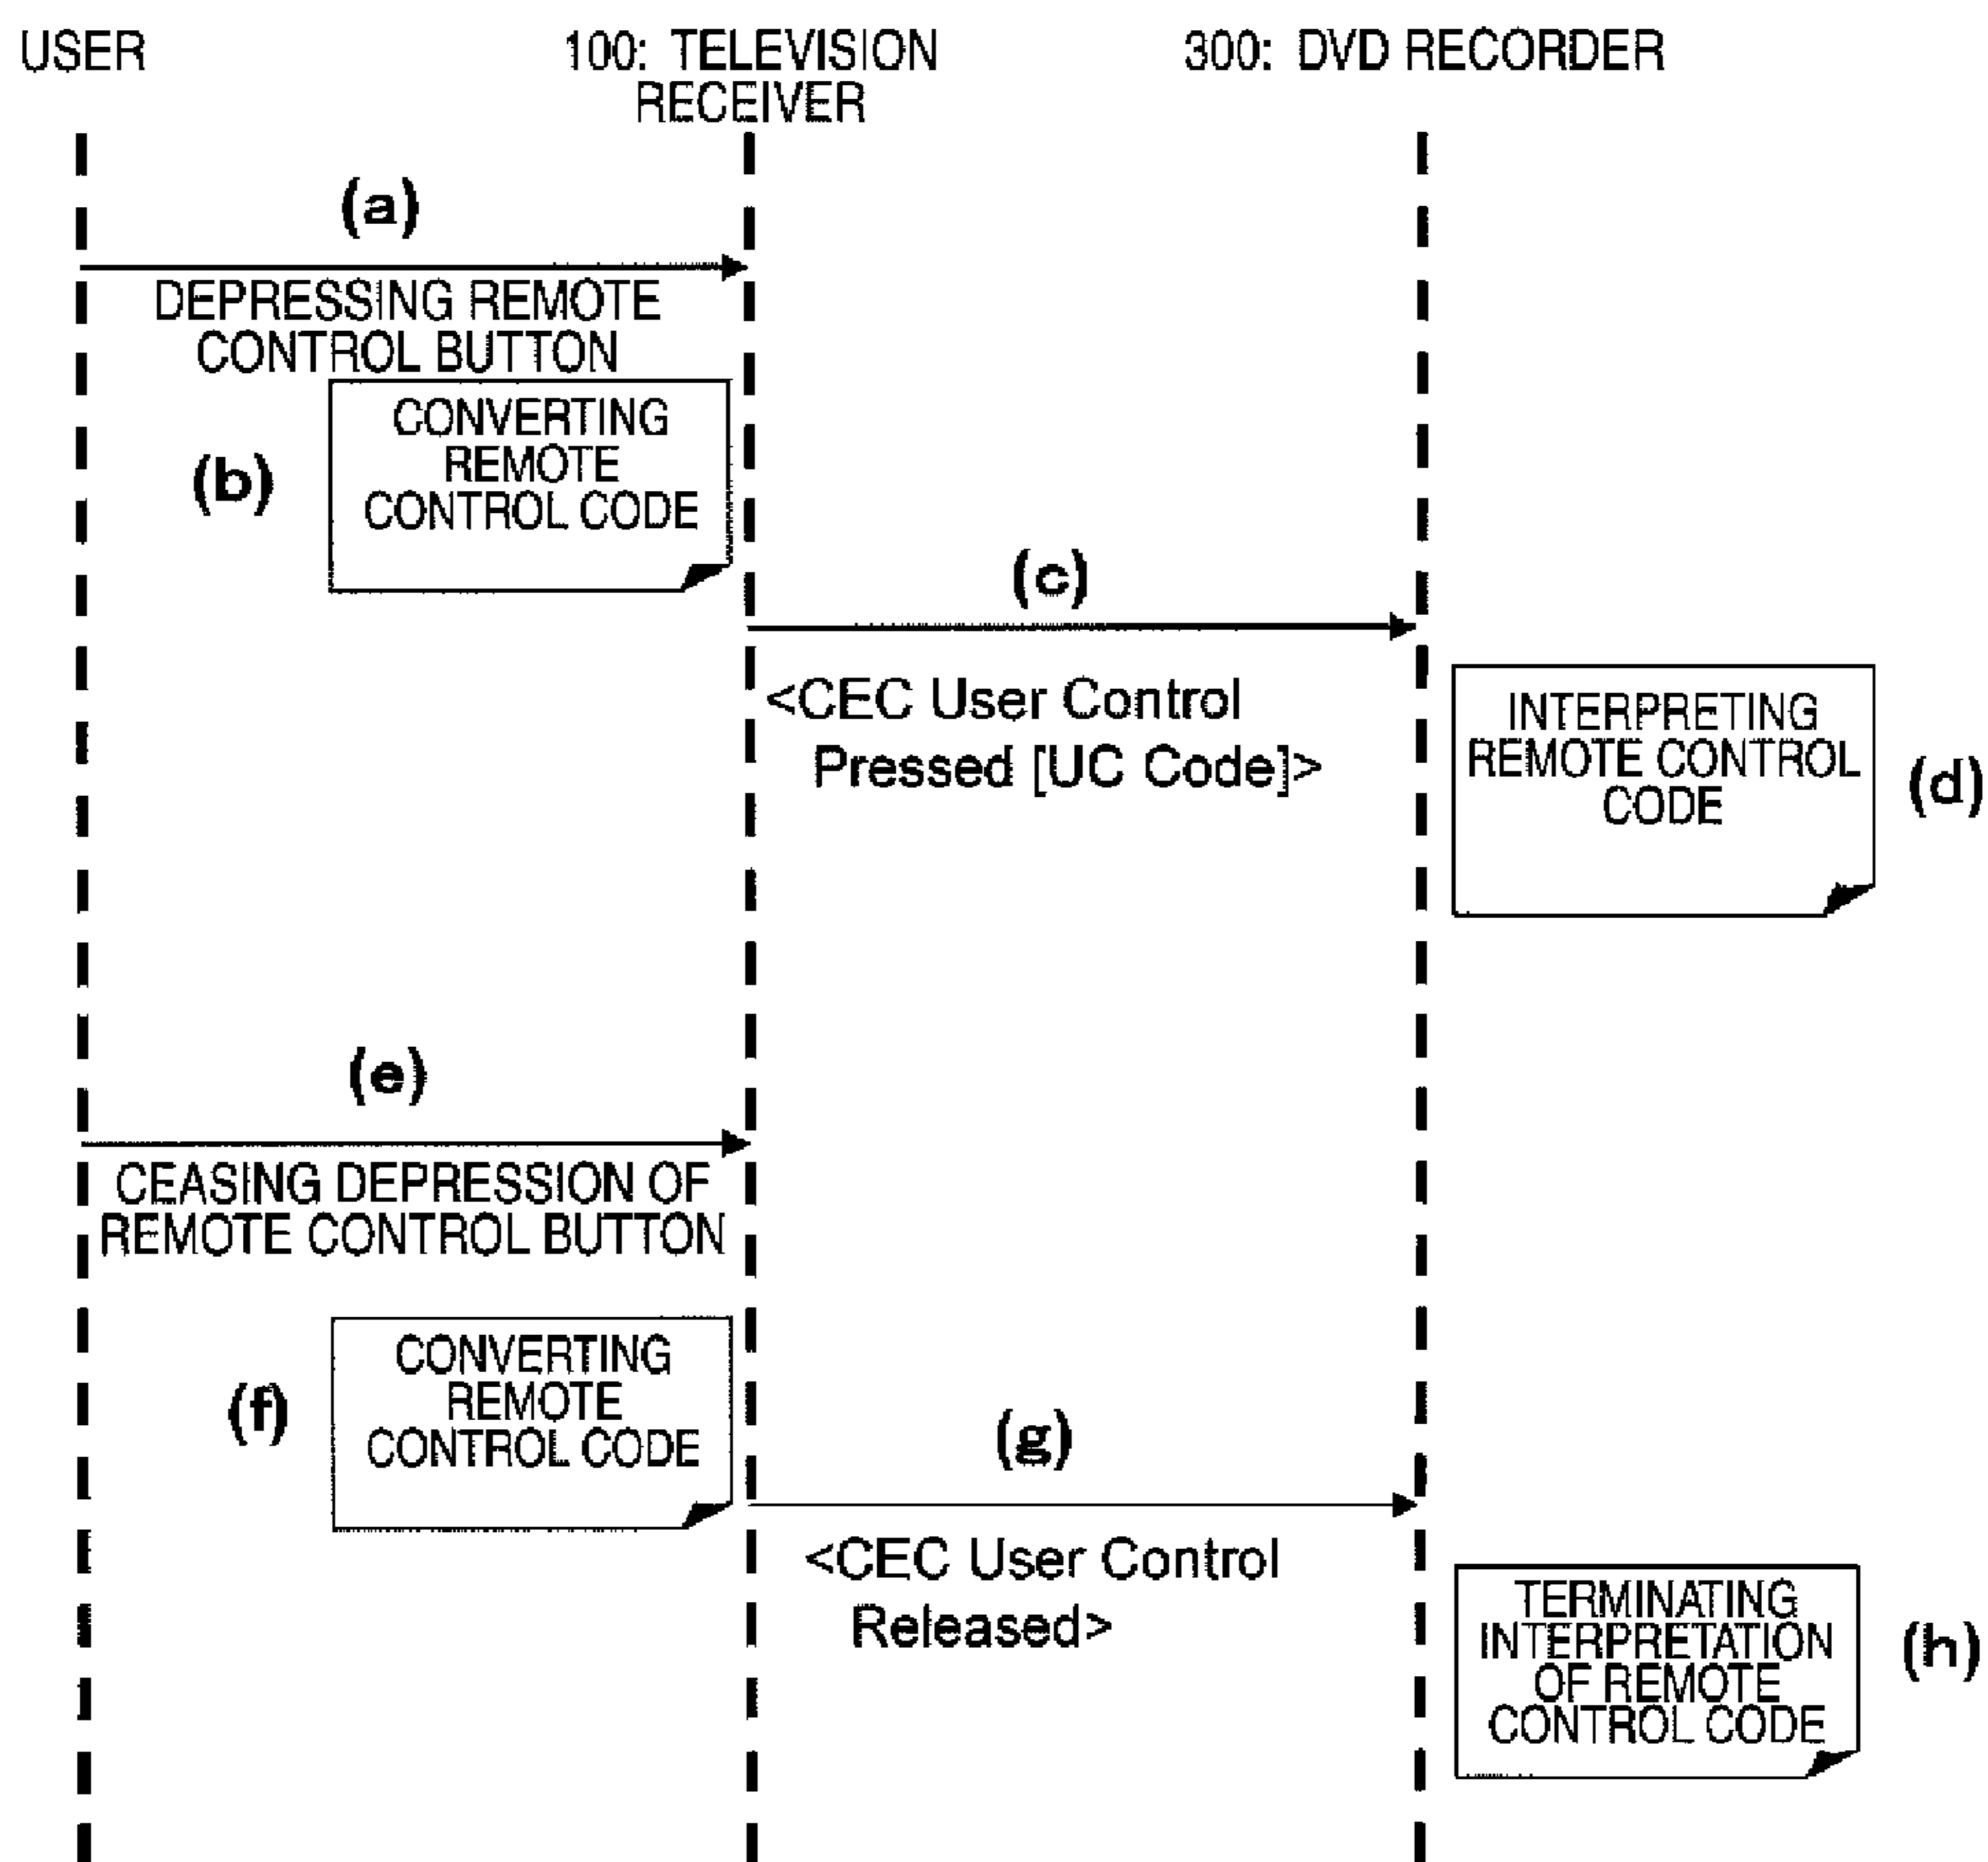 USER
100: TELEVISION
RECEIVER
300: DVD RECORDER
(a)
DEPRESSING REMOTE
CONTROL BUTTON
(b)
CONVERTING
REMOTE
CONTROL CODE
(c)
<CEC User Control
Pressed [UC Code]>
INTERPRETING
REMOTE CONTROL
CODE
(d)
(e)
CEASING DEPRESSION OF
REMOTE CONTROL BUTTON
(f)
CONVERTING
REMOTE
CONTROL CODE
(g)
<CEC User Control
Released>
TERMINATING
INTERPRETATION
OF REMOTE
CONTROL CODE
(h)